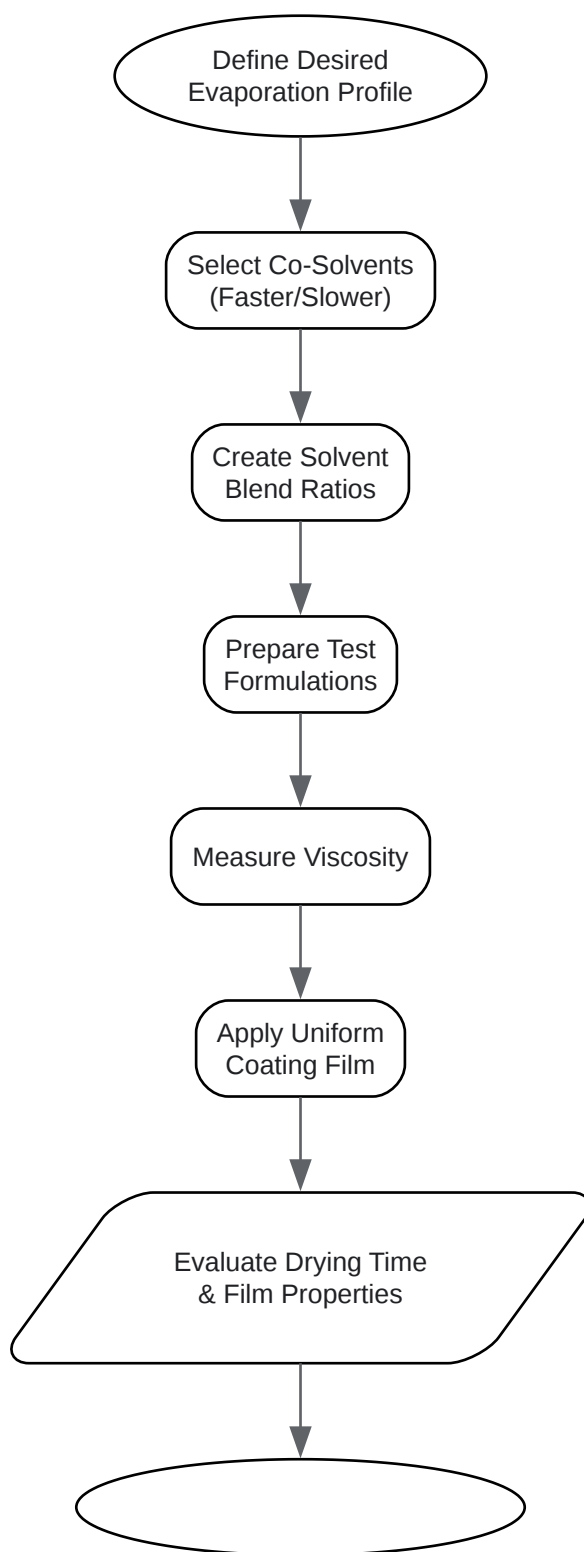 Define Desired
Evaporation Profile
Select Co-Solvents
(Faster/Slower)
Create Solvent
Blend Ratios
Prepare Test
Formulations
Measure Viscosity
Apply Uniform
Coating Film
Evaluate Drying Time
& Film Properties